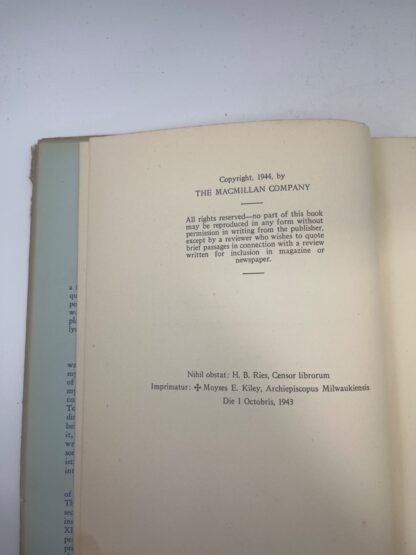 Copyright, 1944, by
THE MACMILLAN COMPANY
All rights reserved—no part of this book
may be reproduced in any form without
permission in writing from the publisher,
except by a reviewer who wishes to quote
brief passages in connection with a review
written for inclusion in magazine or
newspaper.
Nihil obstat: H. B. Ries, Censor librorum
Imprimatur: ✠ Moyses E. Kiley, Archiepiscopus Milwaukiensis
Die 1 Octobris, 1943